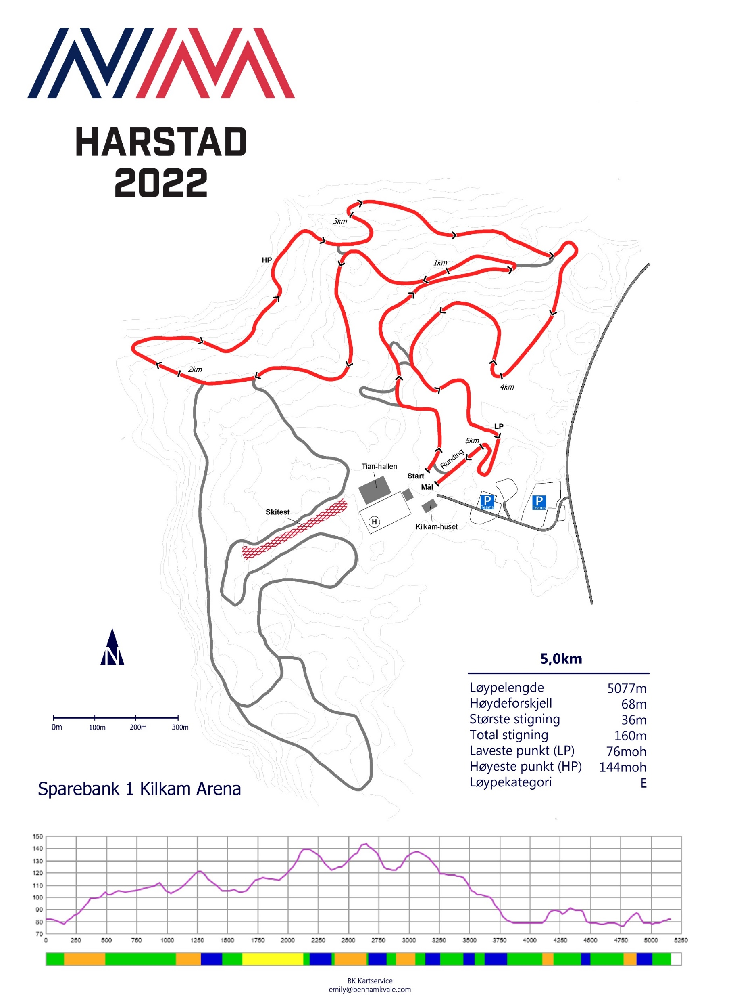 NM
HARSTAD
2022
3km
HP
1km
2km
4km
LP
5km
Runding
Tian-hallen
Start
Mål
P
Teams
P
Teams
Skitest
H
Kilkam-huset
N
5,0km
Løypelengde 5077m
Høydeforskjell 68m
Største stigning 36m
Total stigning 160m
Laveste punkt (LP) 76moh
Høyeste punkt (HP) 144moh
Løypekategori E
0m 100m 200m 300m
Sparebank 1 Kilkam Arena
150
140
130
120
110
100
90
80
70
0 250 500 750 1000 1250 1500 1750 2000 2250 2500 2750 3000 3250 3500 3750 4000 4250 4500 4750 5000 5250
BK Kartservice
emily@benhamkvale.com